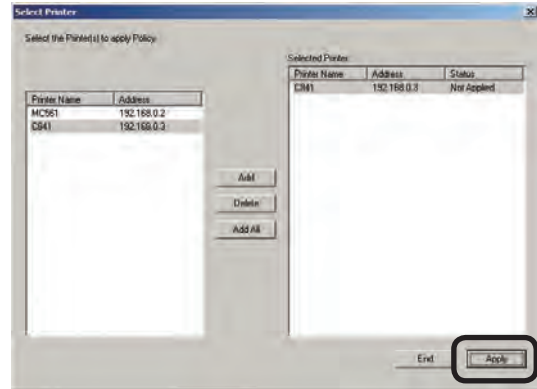 Select Printer
Select the Printer(s) to apply Policy.
Selected Printer
Printer Name Address Status
C841 192.168.0.3 Not Applied
Printer Name Address
MC561 192.168.0.2
C841 192.168.0.3
Add
Delete
Add All
End Apply